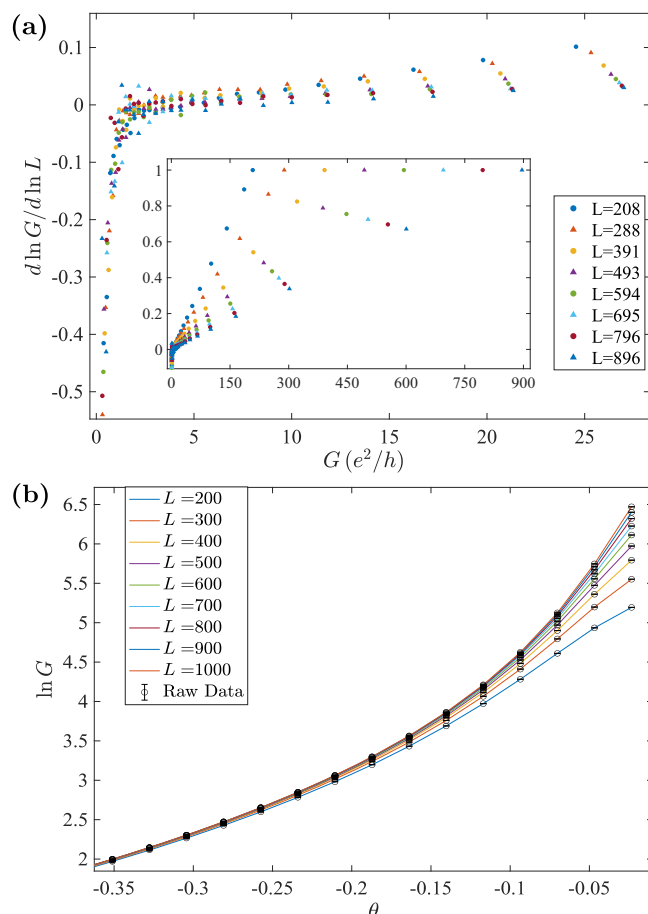 (a)
0.1
0
-0.1
-0.2
-0.3
-0.4
-0.5
d ln G/d ln L
1
0.8
0.6
0.4
0.2
0
0 150 300 450 600 750 900
L=208
L=288
L=391
L=493
L=594
L=695
L=796
L=896
0 5 10 15 20 25
G (e²/h)
(b)
6.5
6
5.5
5
4.5
4
3.5
3
2.5
2
ln G
L =200
L =300
L =400
L =500
L =600
L =700
L =800
L =900
L =1000
Raw Data
-0.35 -0.3 -0.25 -0.2 -0.15 -0.1 -0.05
θ